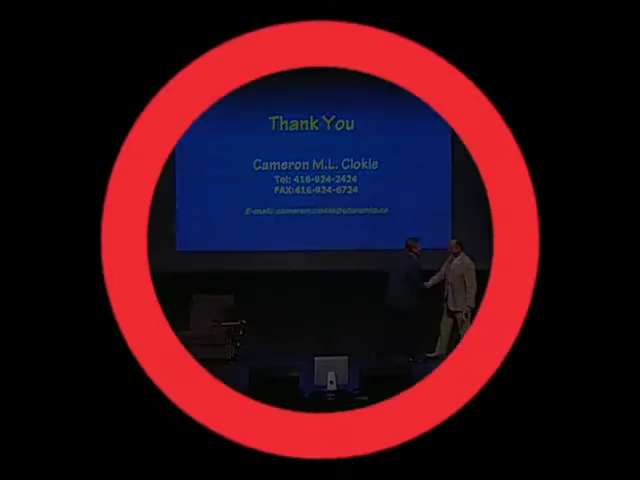 Thank You
Cameron M.L. Clokie
Tel: 416-924-2424
FAX:416-924-6724
E-mail: cameron.clokie@utoronto.ca